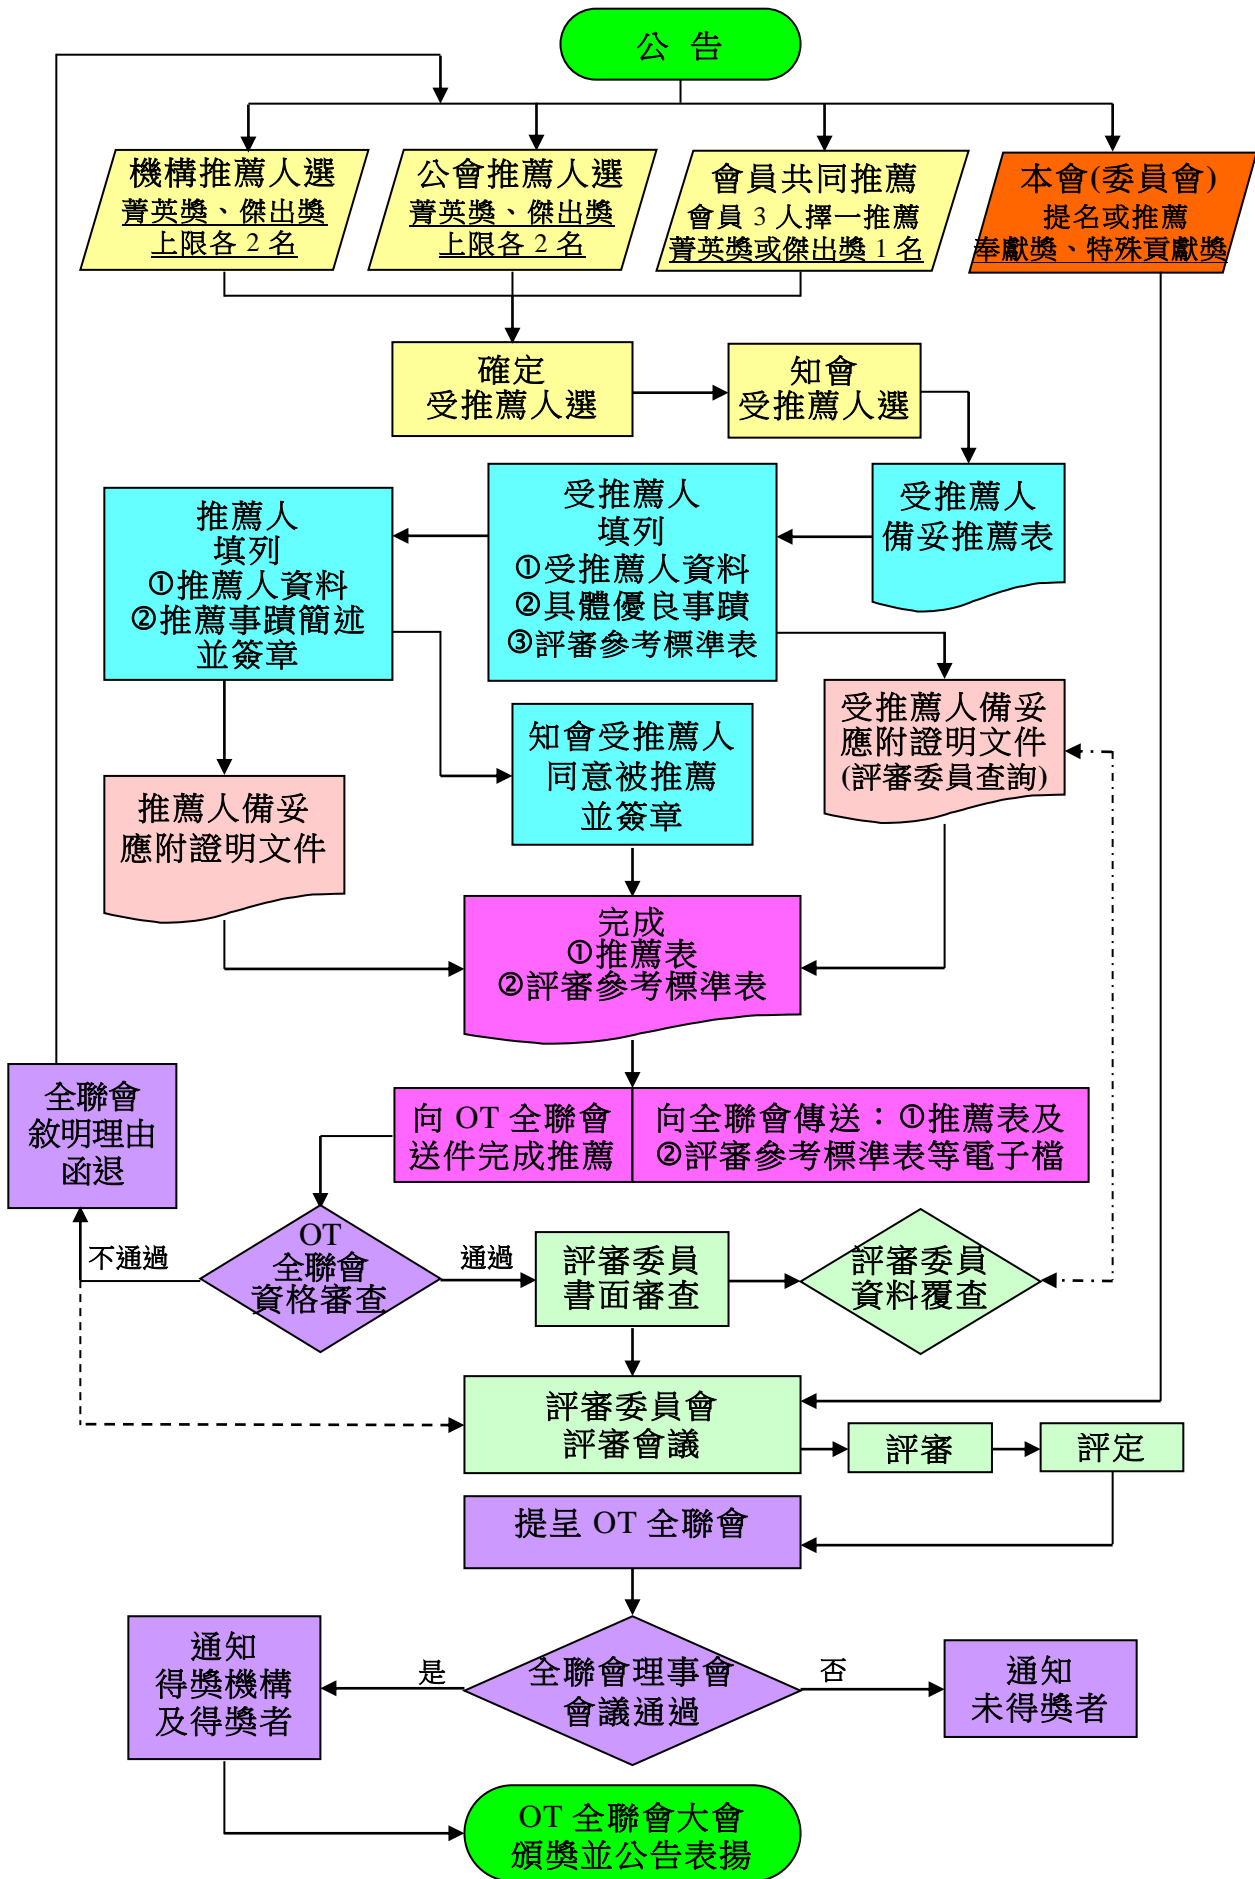 公 告
機構推薦人選
菁英獎、傑出獎
上限各 2 名
公會推薦人選
菁英獎、傑出獎
上限各 2 名
會員共同推薦
會員 3 人擇一推薦
菁英獎或傑出獎 1 名
本會(委員會)
提名或推薦
奉獻獎、特殊貢獻獎
確定
受推薦人選
知會
受推薦人選
受推薦人
備妥推薦表
受推薦人
填列
①受推薦人資料
②具體優良事蹟
③評審參考標準表
推薦人
填列
①推薦人資料
②推薦事蹟簡述
並簽章
知會受推薦人
同意被推薦
並簽章
受推薦人備妥
應附證明文件
(評審委員查詢)
推薦人備妥
應附證明文件
完成
①推薦表
②評審參考標準表
向 OT 全聯會
送件完成推薦
向全聯會傳送：①推薦表及
②評審參考標準表等電子檔
全聯會
敘明理由
函退
不通過
OT
全聯會
資格審查
通過
評審委員
書面審查
評審委員
資料覆查
評審委員會
評審會議
評審
評定
提呈 OT 全聯會
全聯會理事會
會議通過
是
否
通知
得獎機構
及得獎者
通知
未得獎者
OT 全聯會大會
頒獎並公告表揚